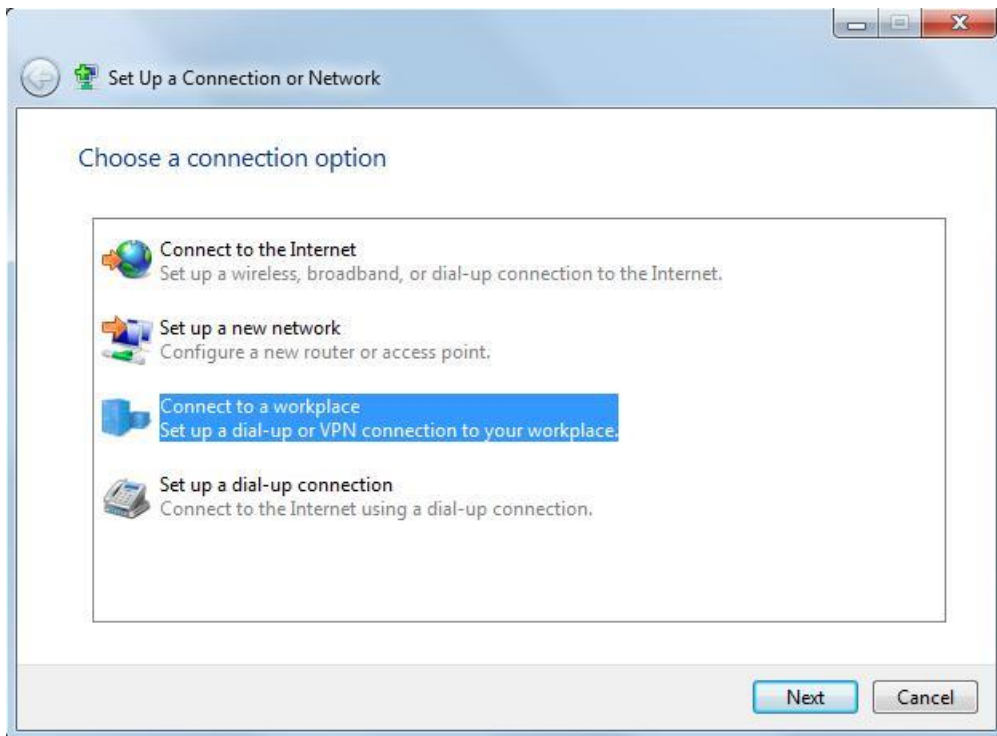 Set Up a Connection or Network
Choose a connection option
Connect to the Internet
Set up a wireless, broadband, or dial-up connection to the Internet.
Set up a new network
Configure a new router or access point.
Connect to a workplace
Set up a dial-up or VPN connection to your workplace.
Set up a dial-up connection
Connect to the Internet using a dial-up connection.
Next Cancel